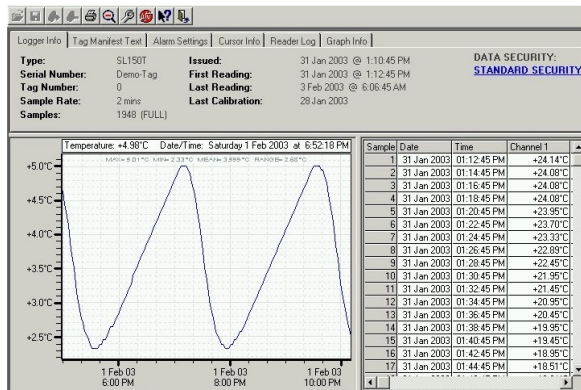 Logger Info Tag Manifest Text Alarm Settings Cursor Info Reader Log Graph Info
Type: SL150T Issued: 31 Jan 2003 @ 1:10:45 PM DATA SECURITY:
Serial Number: Demo-Tag First Reading: 31 Jan 2003 @ 1:12:45 PM STANDARD SECURITY
Tag Number: 0 Last Reading: 3 Feb 2003 @ 6:06:45 AM
Sample Rate: 2 mins Last Calibration: 28 Jan 2003
Samples: 1948 (FULL)
Temperature: +4.98°C Date/Time: Saturday 1 Feb 2003 at 6:52:18 PM
MAX= 5.01°C MIN= 2.33°C MEAN= 3.599°C RANGE= 2.68°C
+5.0°C
+4.5°C
+4.0°C
+3.5°C
+3.0°C
+2.5°C
1 Feb 03 1 Feb 03 1 Feb 03
6:00 PM 8:00 PM 10:00 PM
Sample Date Time Channel 1
1 31 Jan 2003 01:12:45 PM +24.14°C
2 31 Jan 2003 01:14:45 PM +24.08°C
3 31 Jan 2003 01:16:45 PM +24.08°C
4 31 Jan 2003 01:18:45 PM +24.08°C
5 31 Jan 2003 01:20:45 PM +23.95°C
6 31 Jan 2003 01:22:45 PM +23.70°C
7 31 Jan 2003 01:24:45 PM +23.33°C
8 31 Jan 2003 01:26:45 PM +22.89°C
9 31 Jan 2003 01:28:45 PM +22.45°C
10 31 Jan 2003 01:30:45 PM +21.95°C
11 31 Jan 2003 01:32:45 PM +21.45°C
12 31 Jan 2003 01:34:45 PM +20.95°C
13 31 Jan 2003 01:36:45 PM +20.45°C
14 31 Jan 2003 01:38:45 PM +19.95°C
15 31 Jan 2003 01:40:45 PM +19.45°C
16 31 Jan 2003 01:42:45 PM +18.95°C
17 31 Jan 2003 01:44:45 PM +18.51°C